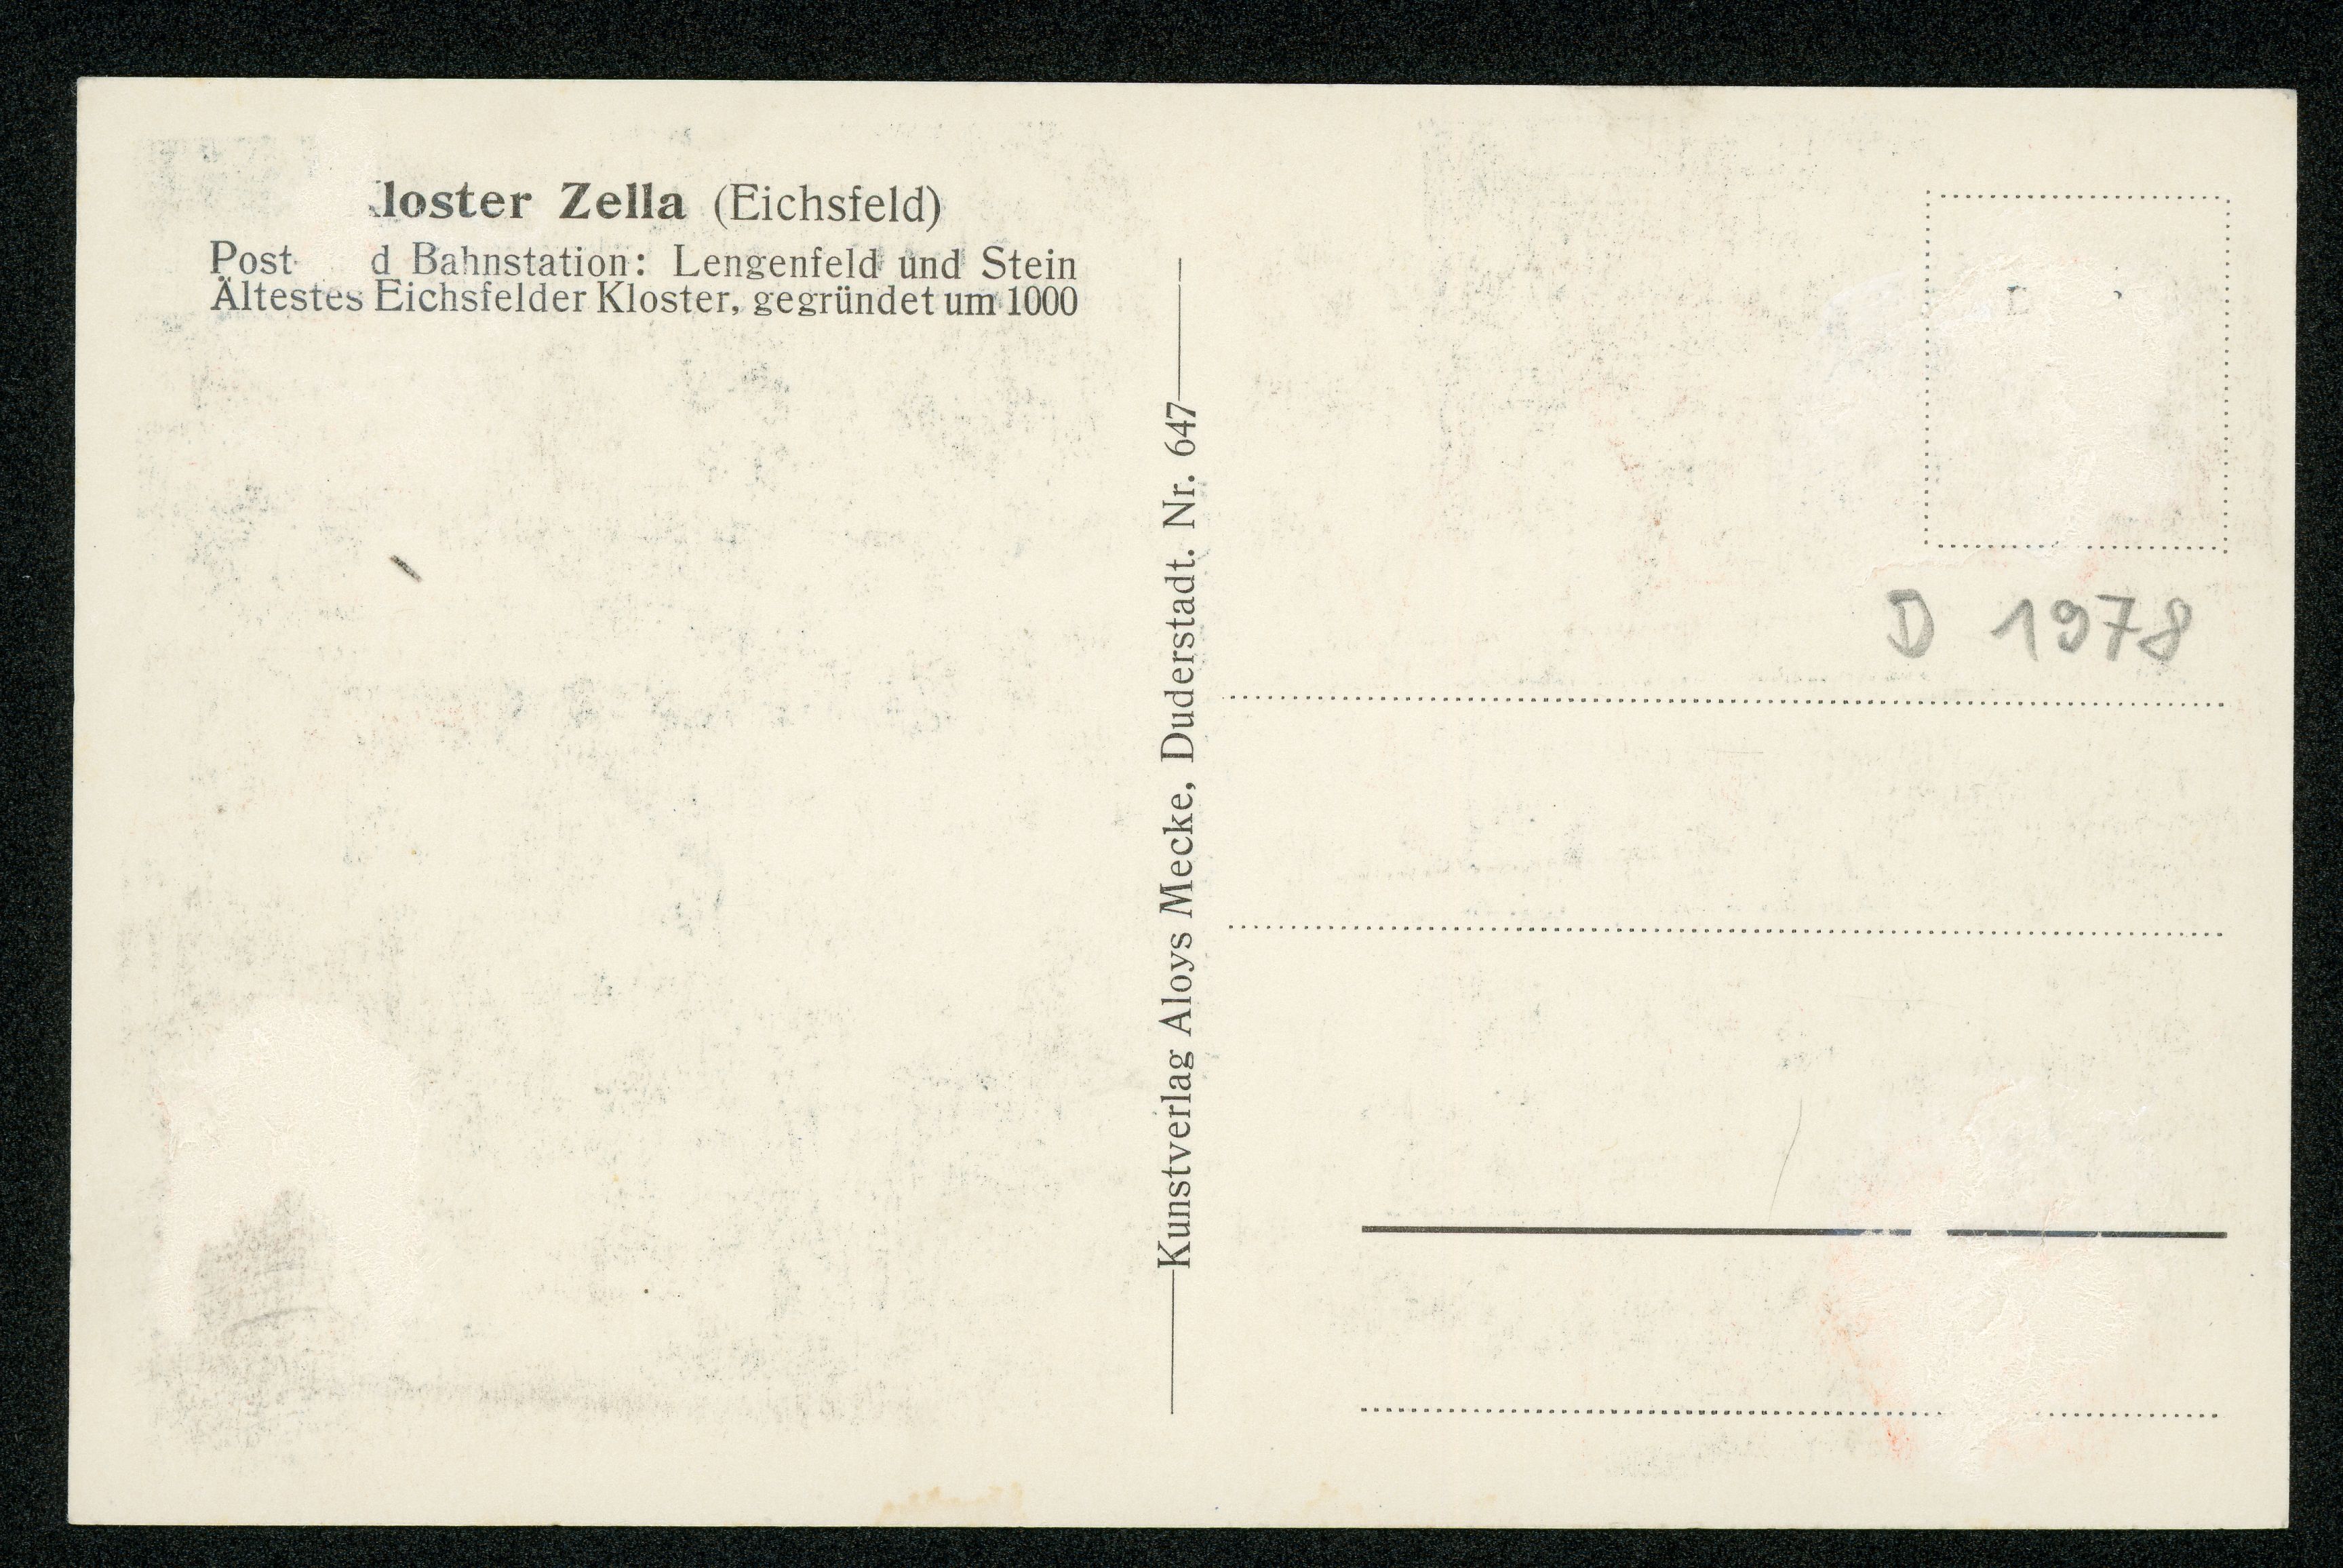 Kloster Zella (Eichsfeld)
Post- d Bahnstation: Lengenfeld und Stein
Ältestes Eichsfelder Kloster, gegründet um 1000
Kunstverlag Aloys Mecke, Duderstadt. Nr. 647
D 1978